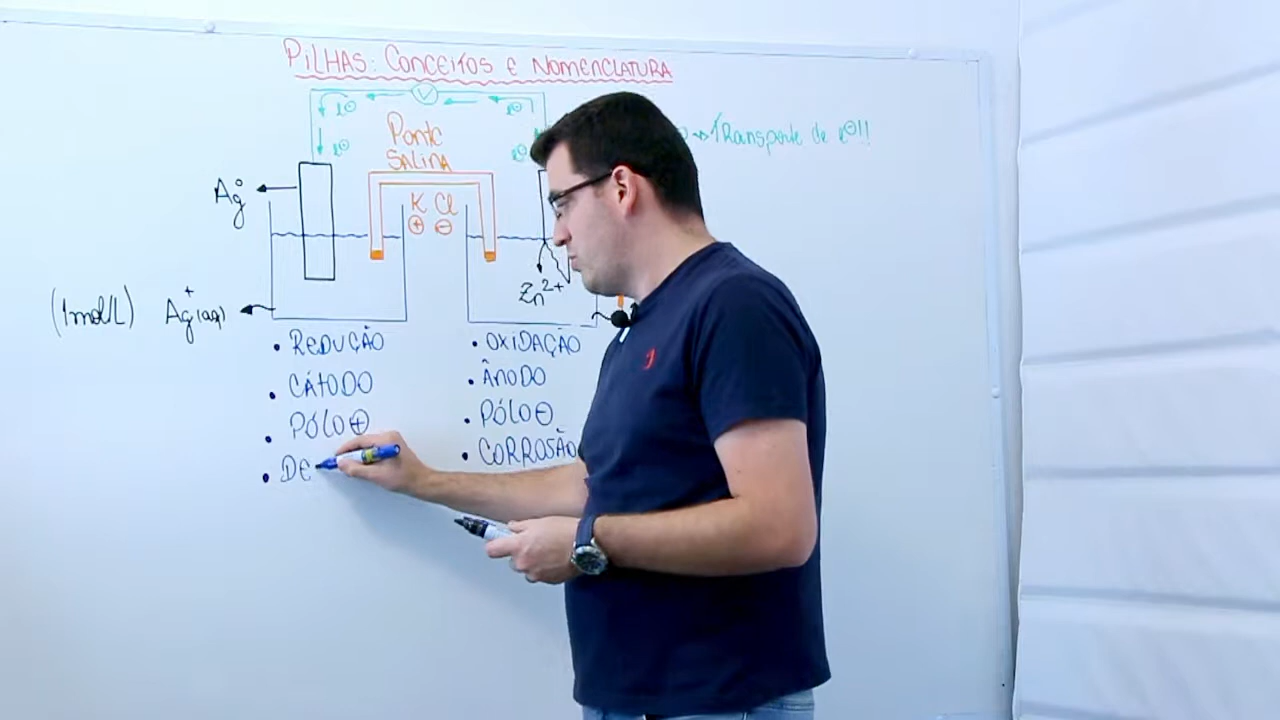 PILHAS: CONCEITOS E NOMENCLATURA
V
e⊖ e⊖
Transporte de e⊖!!
e⊖ e⊖
Ponte
SALINA
Ag°
K Cl
⊕ ⊖
Zn²⁺
(1mol/L) Ag⁺(aq)
• REDUÇÃO
• CÁTODO
• PÓLO ⊕
• DE
• OXIDAÇÃO
• ÂNODO
• PÓLO ⊖
• CORROSÃO